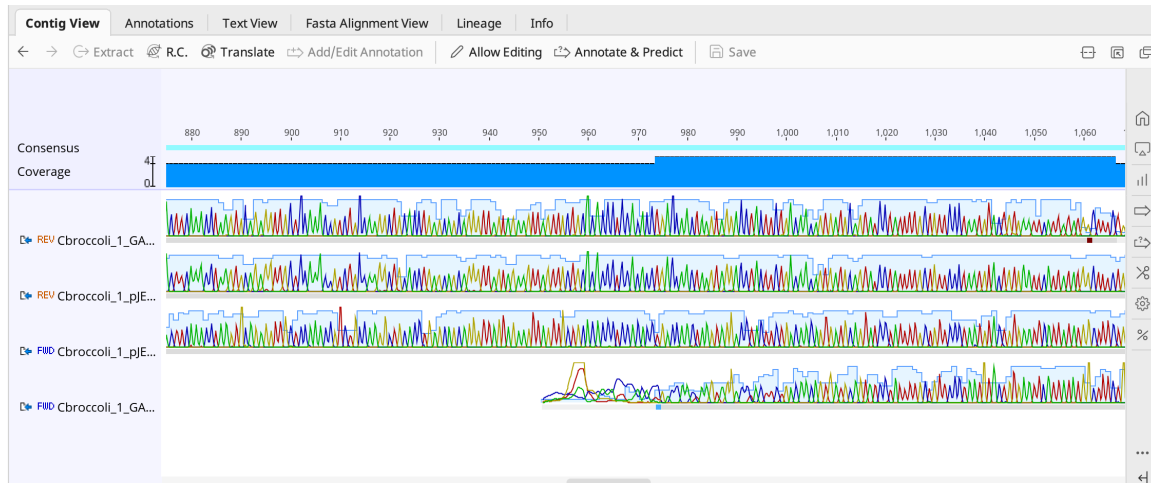 Contig View Annotations Text View Fasta Alignment View Lineage Info
Extract R.C. Translate Add/Edit Annotation Allow Editing Annotate & Predict Save
880 890 900 910 920 930 940 950 960 970 980 990 1,000 1,010 1,020 1,030 1,040 1,050 1,060
Consensus
Coverage 4
0
REV Cbroccoli_1_GA...
REV Cbroccoli_1_pJE...
FWD Cbroccoli_1_pJE...
FWD Cbroccoli_1_GA...